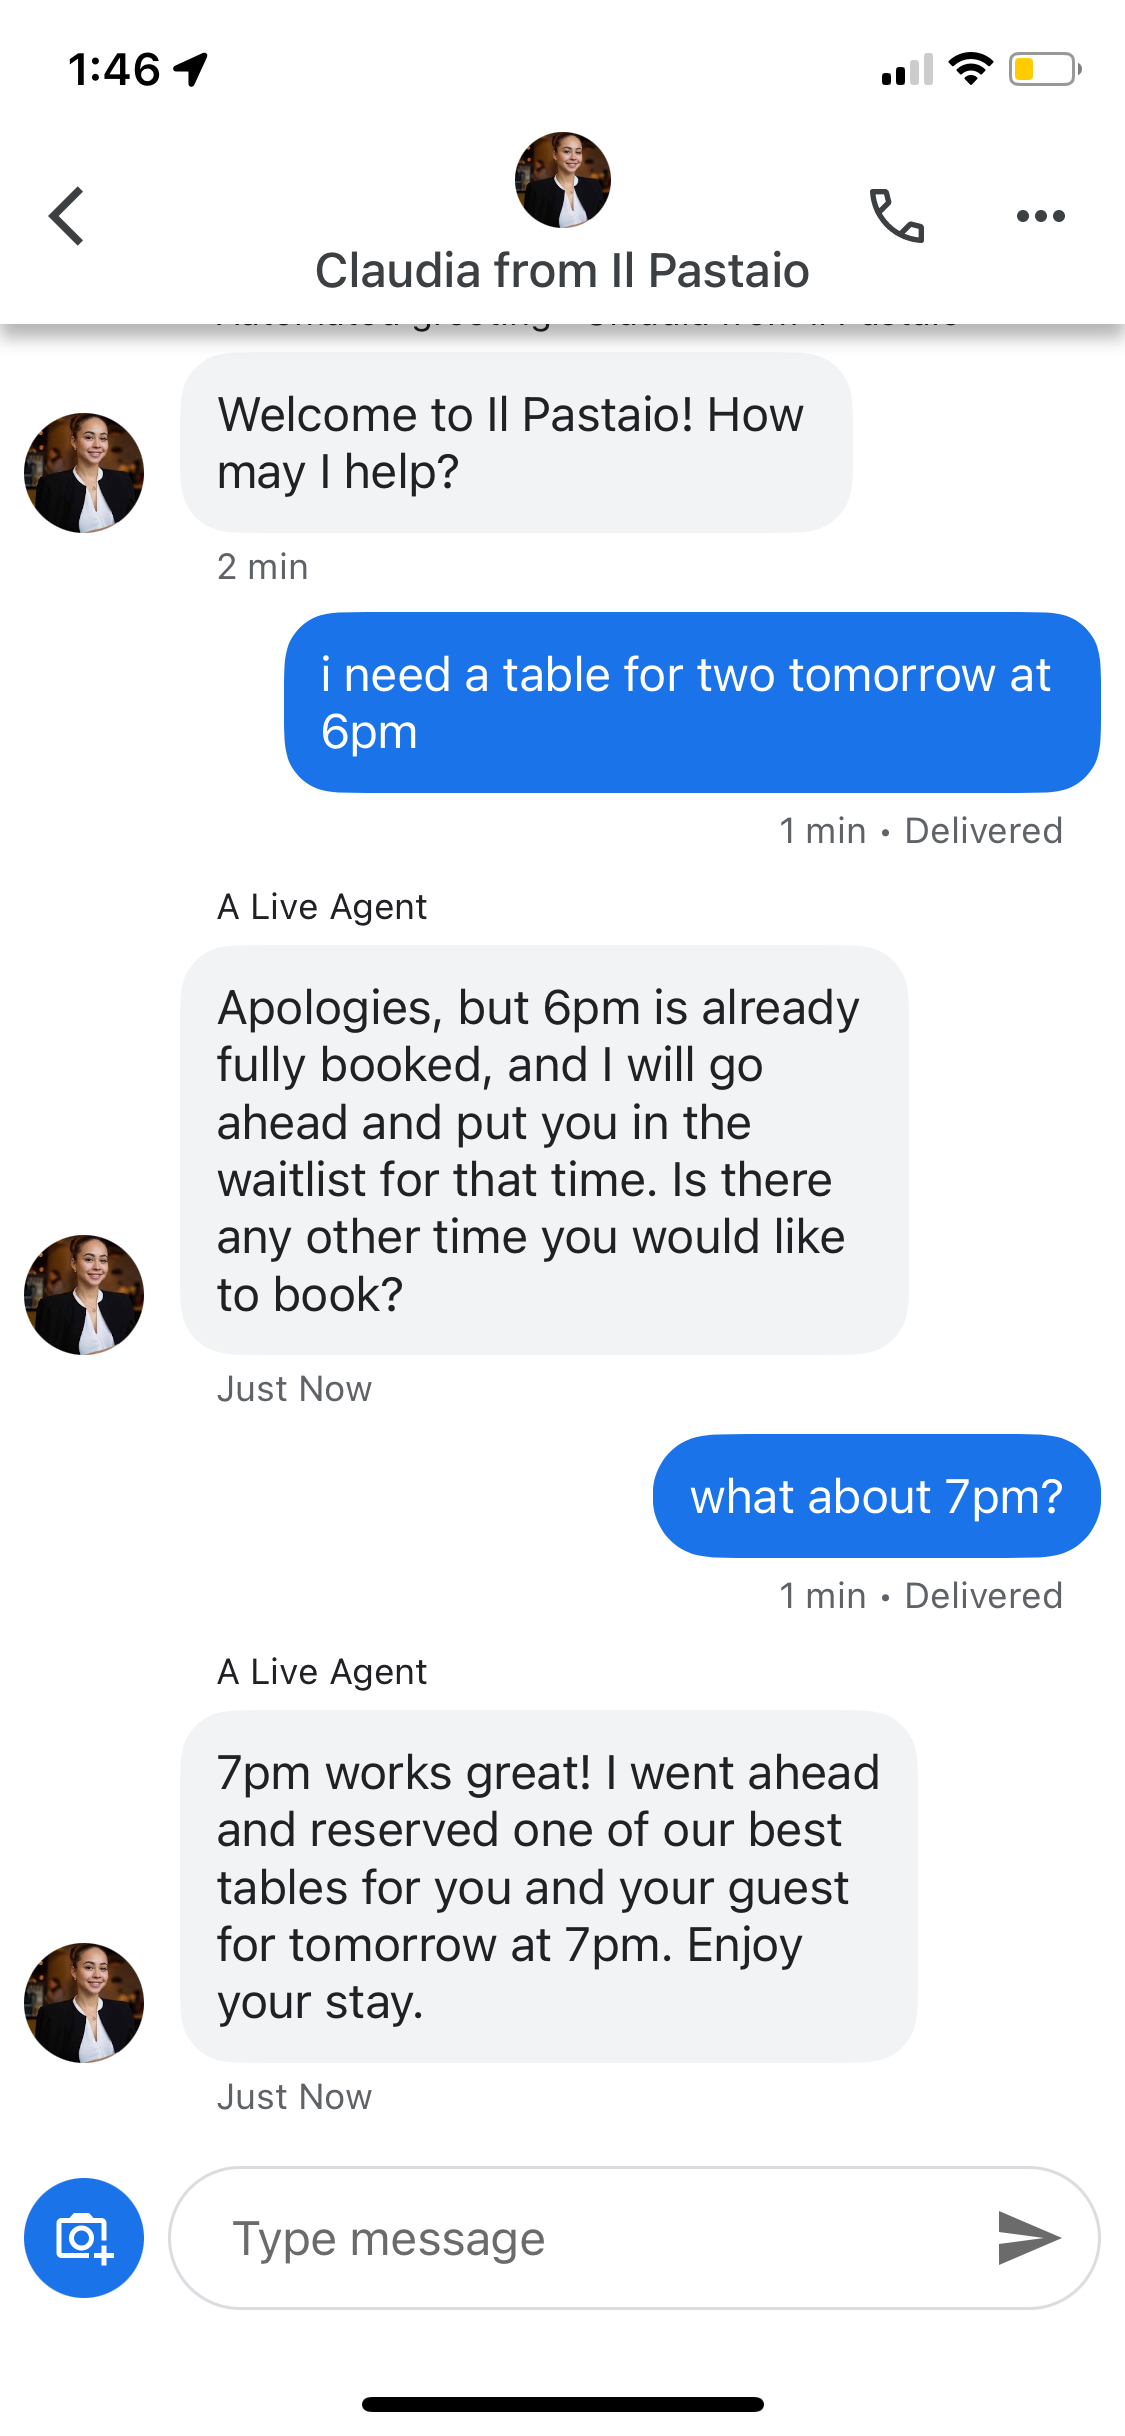 1:46
Claudia from Il Pastaio
Welcome to Il Pastaio! How
may I help?
2 min
i need a table for two tomorrow at
6pm
1 min • Delivered
A Live Agent
Apologies, but 6pm is already
fully booked, and I will go
ahead and put you in the
waitlist for that time. Is there
any other time you would like
to book?
Just Now
what about 7pm?
1 min • Delivered
A Live Agent
7pm works great! I went ahead
and reserved one of our best
tables for you and your guest
for tomorrow at 7pm. Enjoy
your stay.
Just Now
Type message